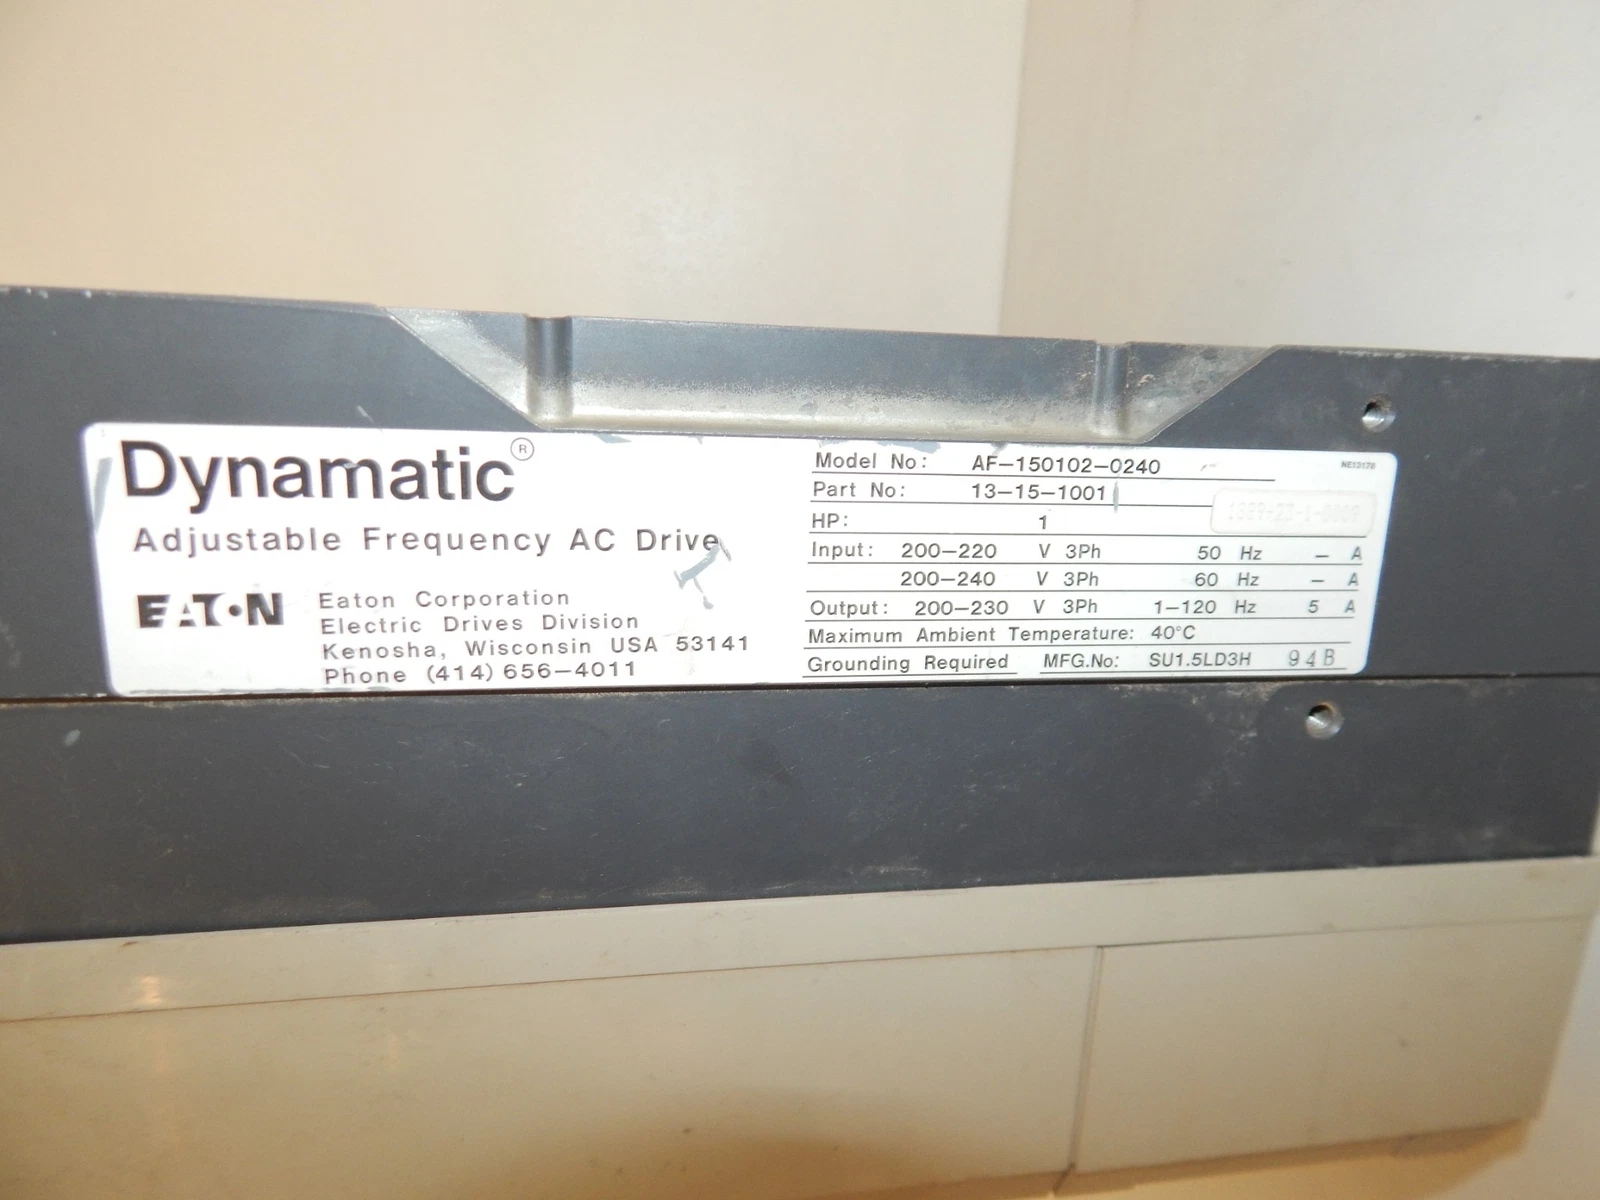 Dynamatic®
Adjustable Frequency AC Drive
EATON
Eaton Corporation
Electric Drives Division
Kenosha, Wisconsin USA 53141
Phone (414) 656-4011
Model No: AF-150102-0240
NE13170
Part No: 13-15-1001
HP: 1
Input: 200-220 V 3Ph 50 Hz - A
200-240 V 3Ph 60 Hz - A
Output: 200-230 V 3Ph 1-120 Hz 5 A
Maximum Ambient Temperature: 40°C
Grounding Required MFG.No: SU1.5LD3H 94B